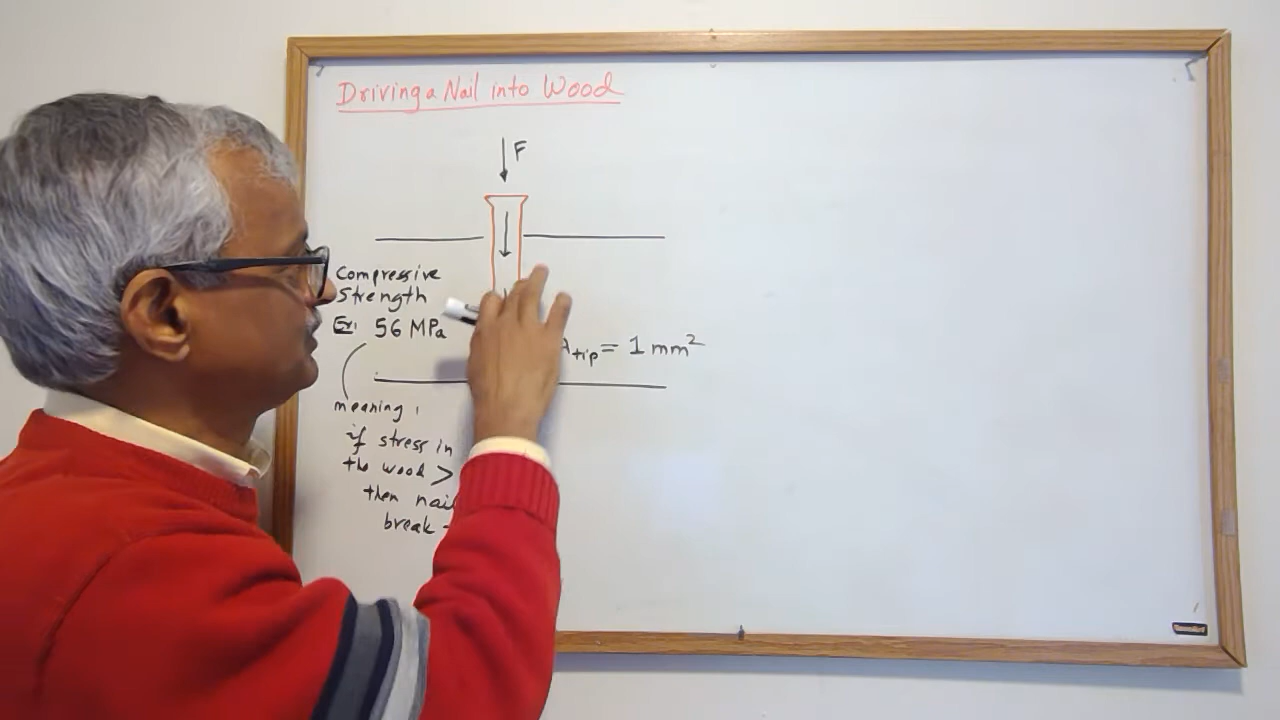 Driving a Nail into Wood
F
Compressive
Strength
Ex: 56 MPa
A tip = 1 mm²
meaning:
if stress in
the wood >
then nail
break